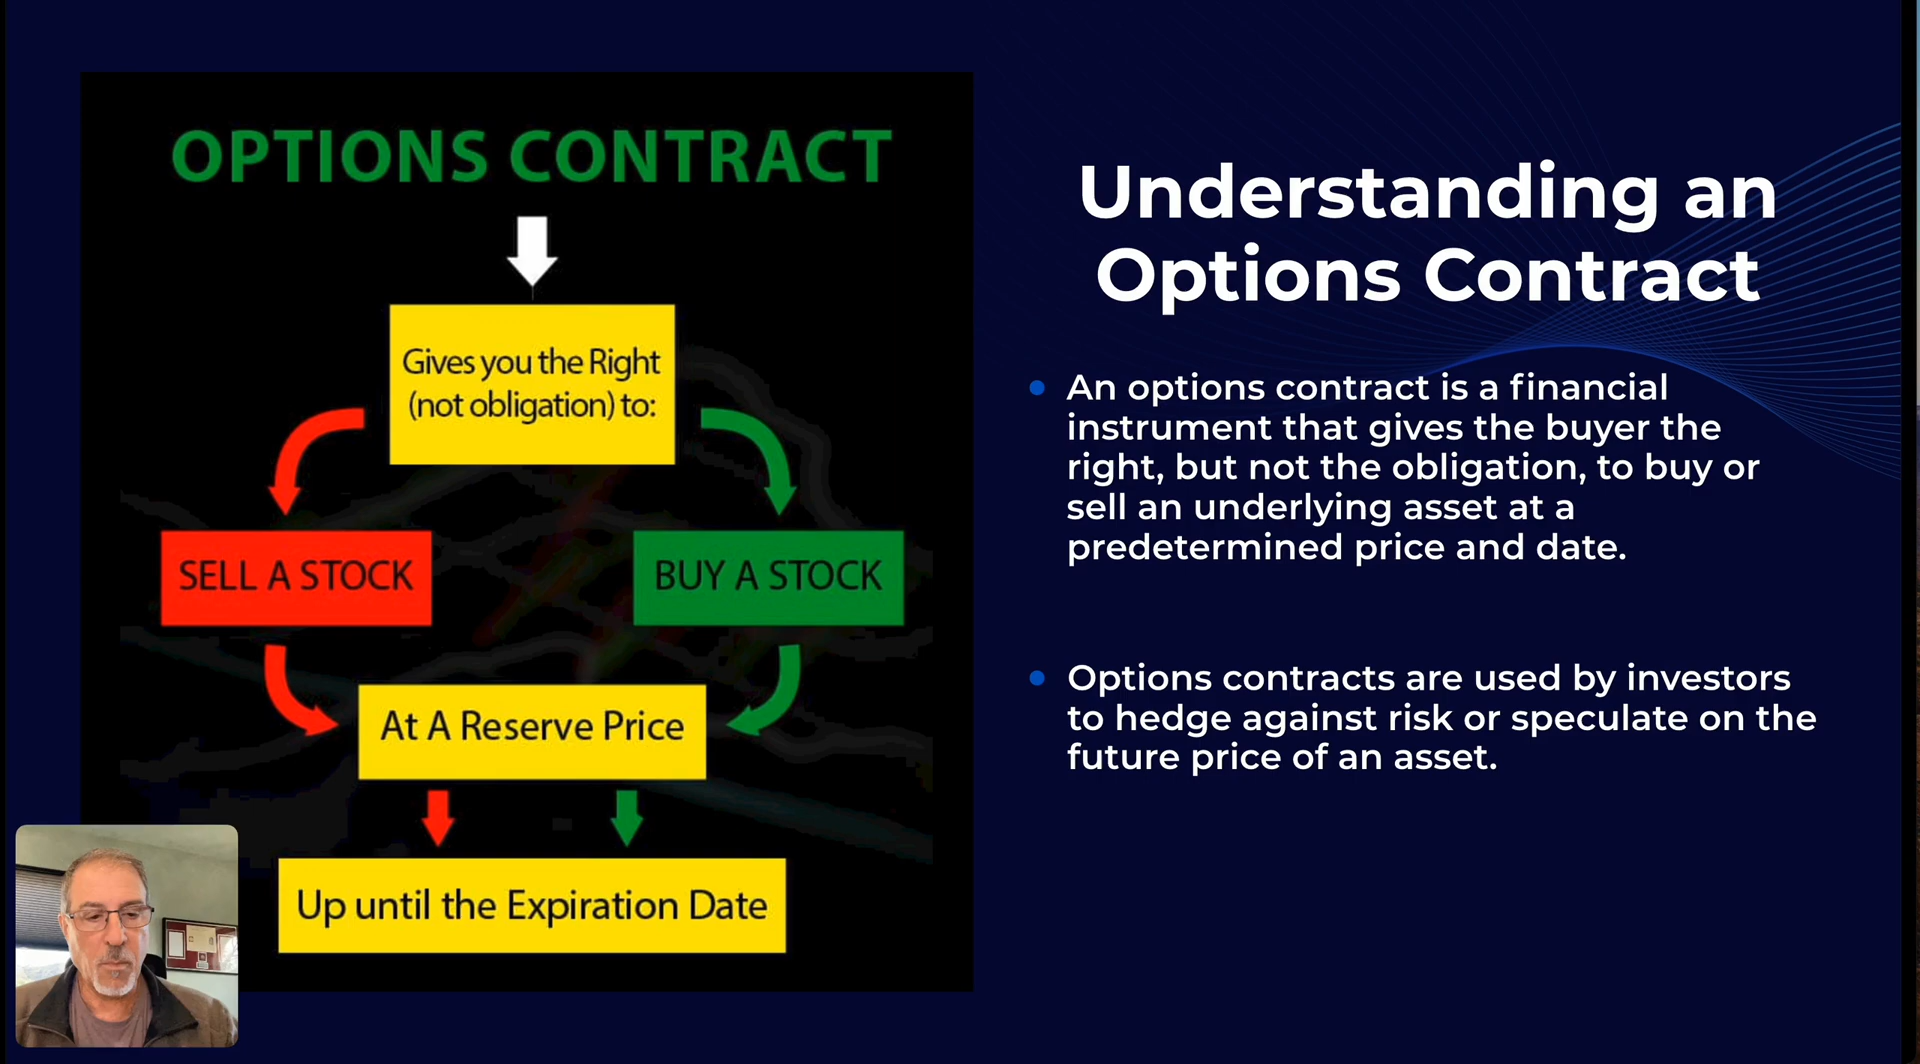 OPTIONS CONTRACT
Gives you the Right
(not obligation) to:
SELL A STOCK
BUY A STOCK
At A Reserve Price
Up until the Expiration Date
Understanding an
Options Contract
An options contract is a financial
instrument that gives the buyer the
right, but not the obligation, to buy or
sell an underlying asset at a
predetermined price and date.
Options contracts are used by investors
to hedge against risk or speculate on the
future price of an asset.